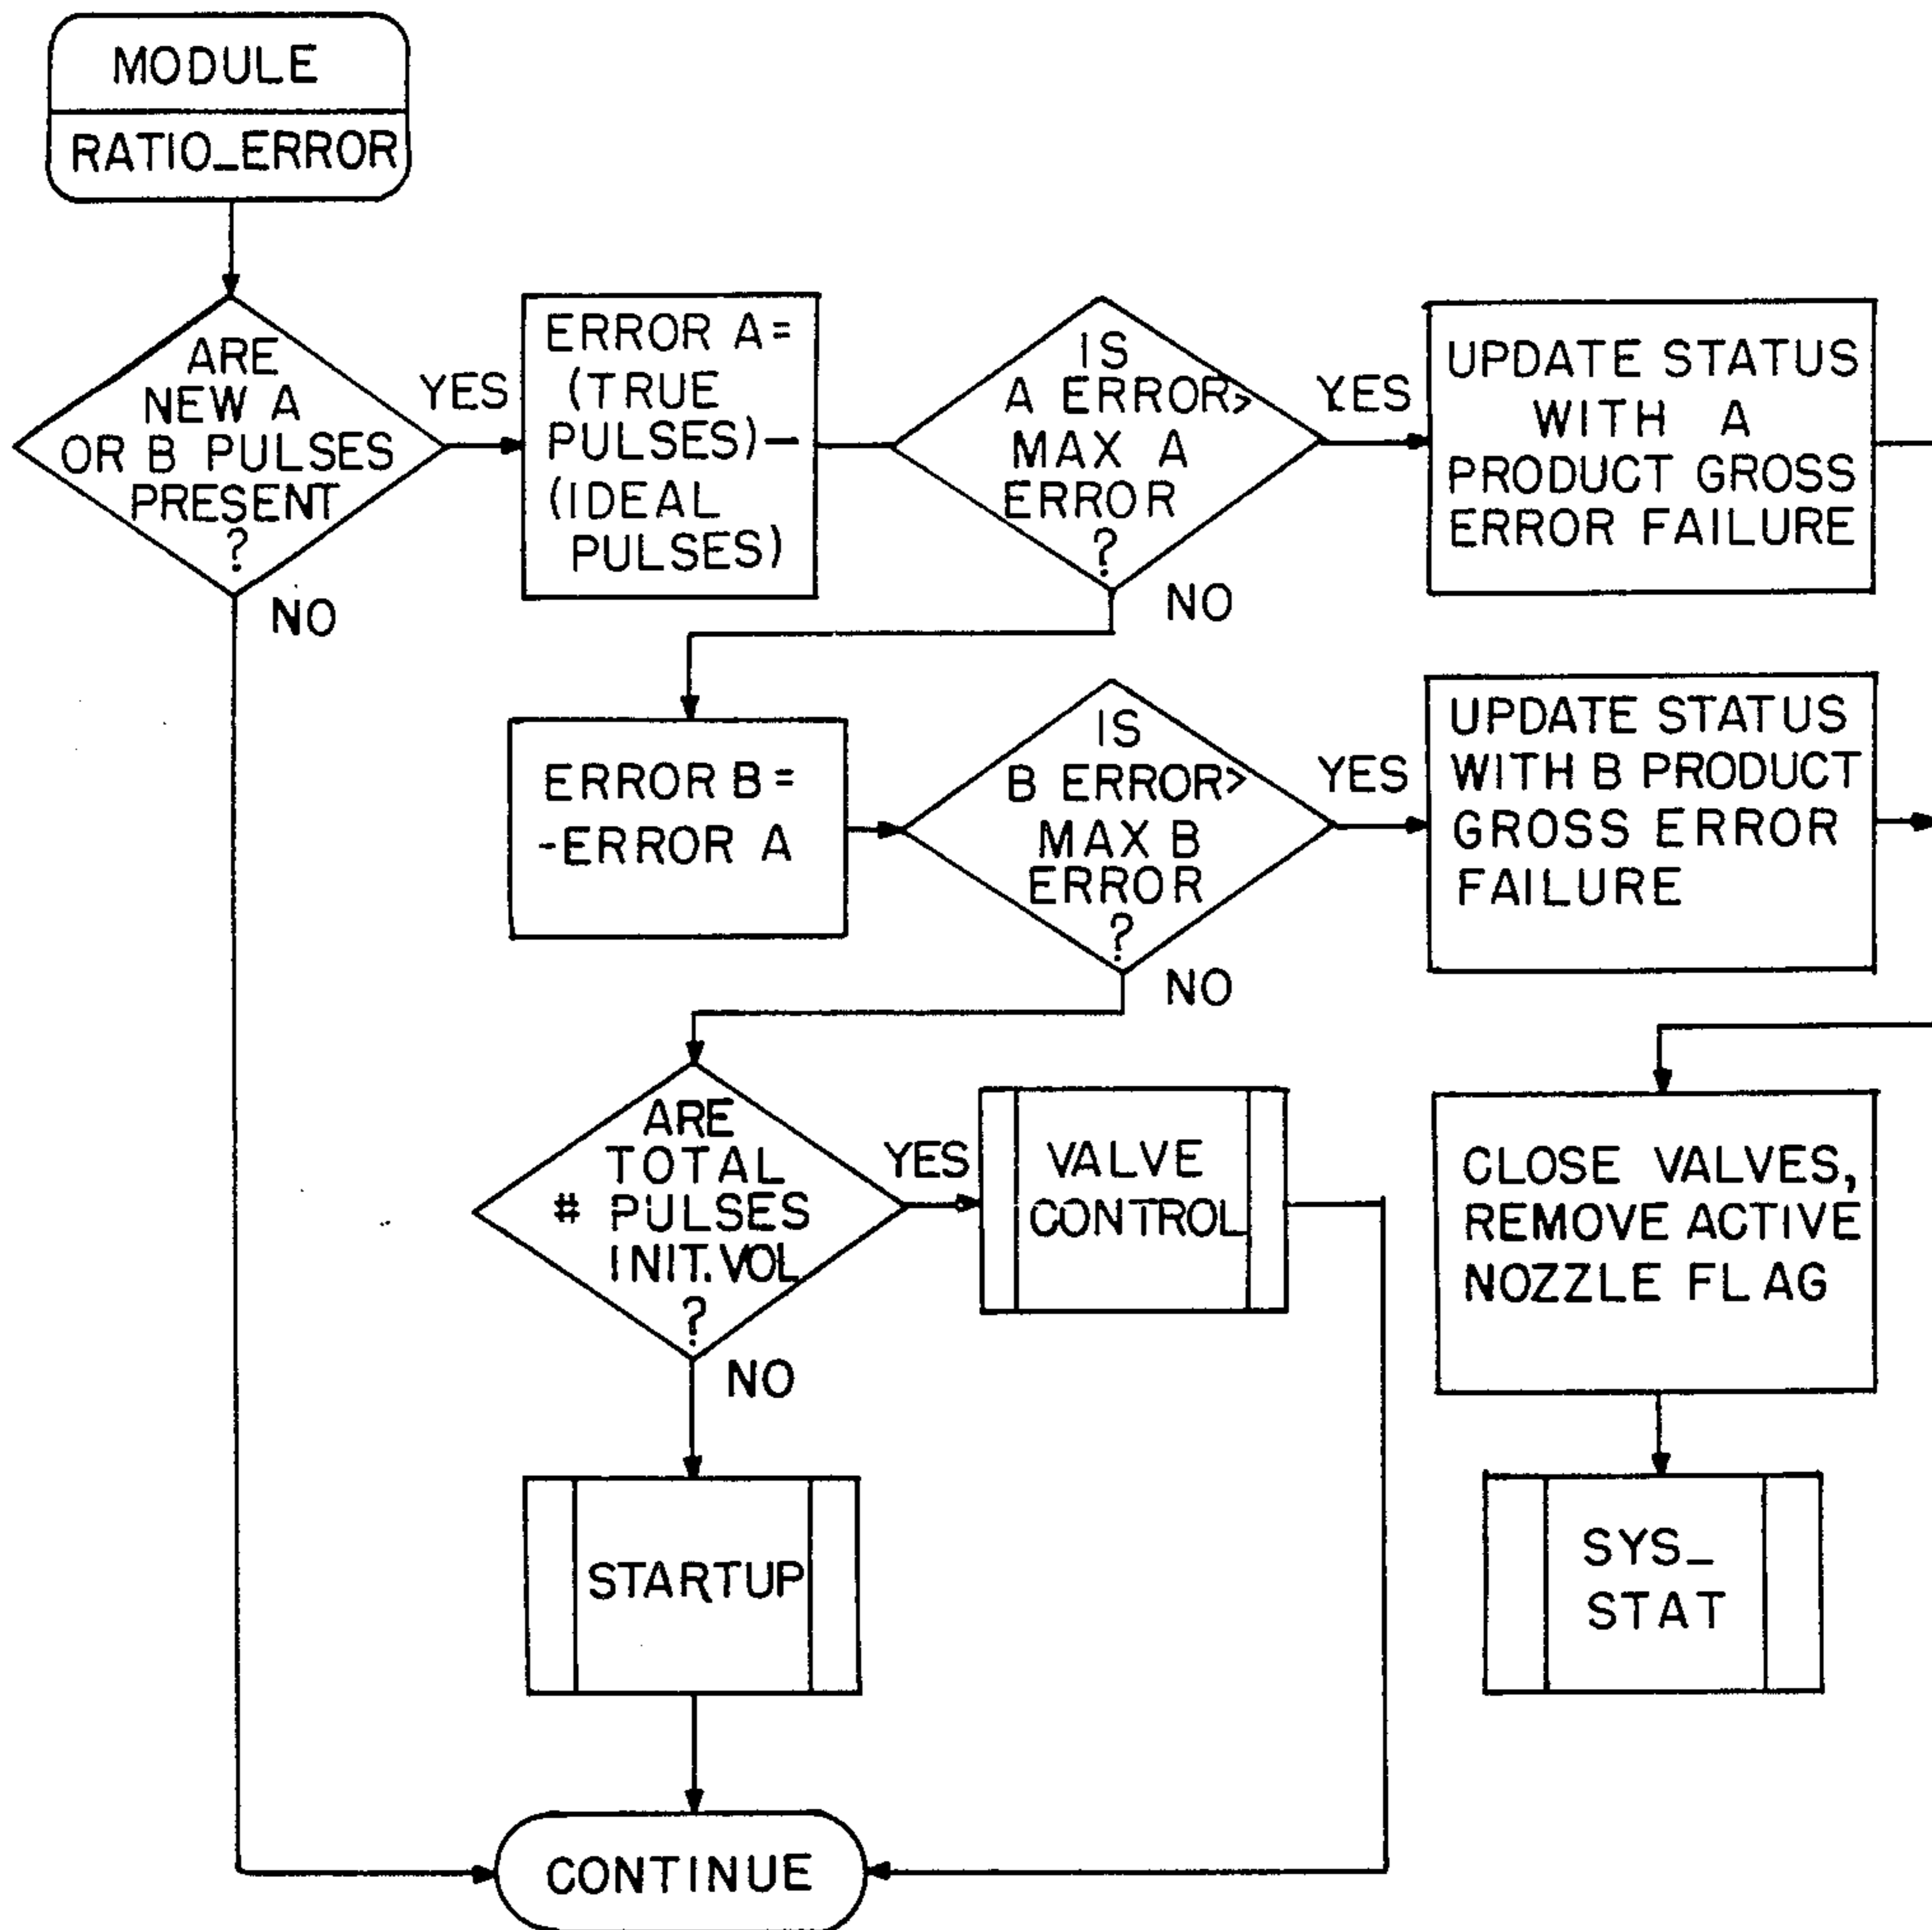 MODULE
RATIO_ERROR
ARE
NEW A
OR B PULSES
PRESENT
?
YES
NO
ERROR A=
(TRUE
PULSES)-
(IDEAL
PULSES)
IS
A ERROR>
MAX A
ERROR
?
YES
NO
UPDATE STATUS
WITH A
PRODUCT GROSS
ERROR FAILURE
ERROR B=
-ERROR A
IS
B ERROR>
MAX B
ERROR
?
YES
NO
UPDATE STATUS
WITH B PRODUCT
GROSS ERROR
FAILURE
ARE
TOTAL
# PULSES
INIT. VOL
?
YES
NO
VALVE
CONTROL
CLOSE VALVES,
REMOVE ACTIVE
NOZZLE FLAG
STARTUP
SYS_
STAT
CONTINUE